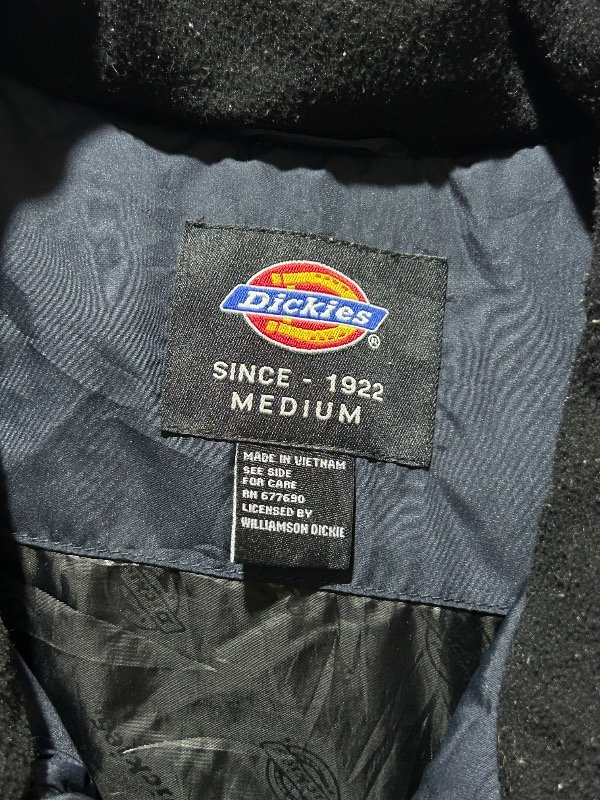 Dickies
®
SINCE - 1922
MEDIUM
MADE IN VIETNAM
SEE SIDE
FOR CARE
RN 677690
LICENSED BY
WILLIAMSON DICKIE